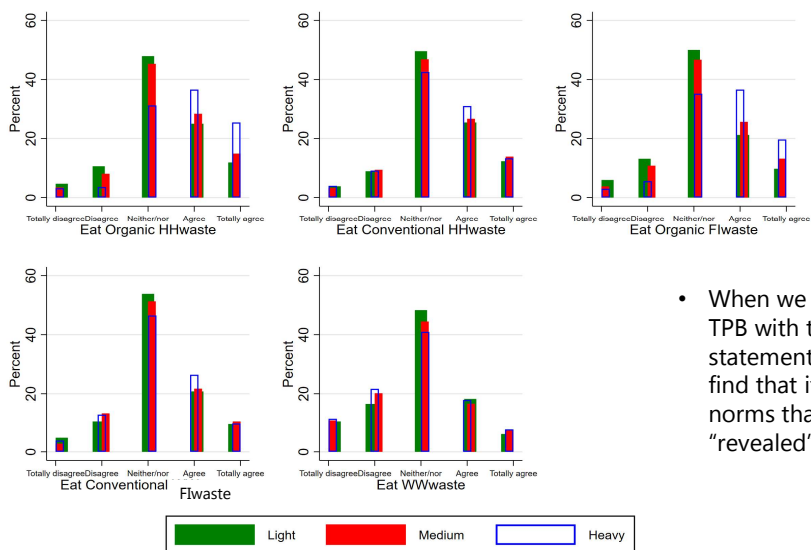 60
40
20
0
Percent
Totally disagree Disagree Neither/nor Agree Totally agree
Eat Organic HHwaste
60
40
20
0
Percent
Totally disagree Disagree Neither/nor Agree Totally agree
Eat Conventional HHwaste
60
40
20
0
Percent
Totally disagree Disagree Neither/nor Agree Totally agree
Eat Organic FIwaste
60
40
20
0
Percent
Totally disagree Disagree Neither/nor Agree Totally agree
Eat Conventional FIwaste
60
40
20
0
Percent
Totally disagree Disagree Neither/nor Agree Totally agree
Eat WWwaste
• When we
TPB with t
statement
find that i
norms tha
“revealed”
Light Medium Heavy